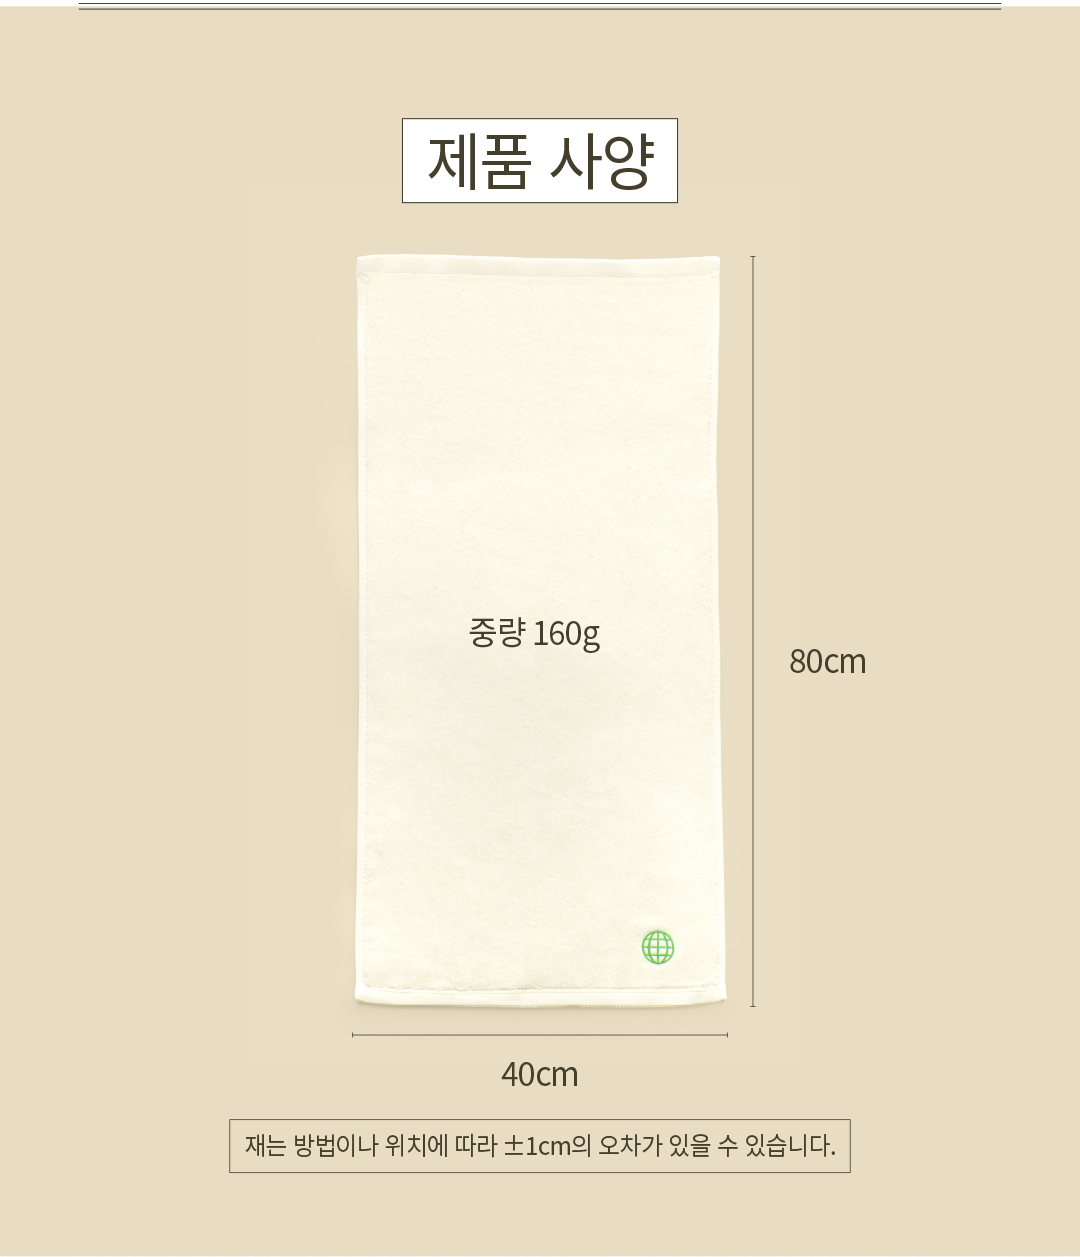 제품 사양
중량 160g
80cm
40cm
재는 방법이나 위치에 따라 ±1cm의 오차가 있을 수 있습니다.